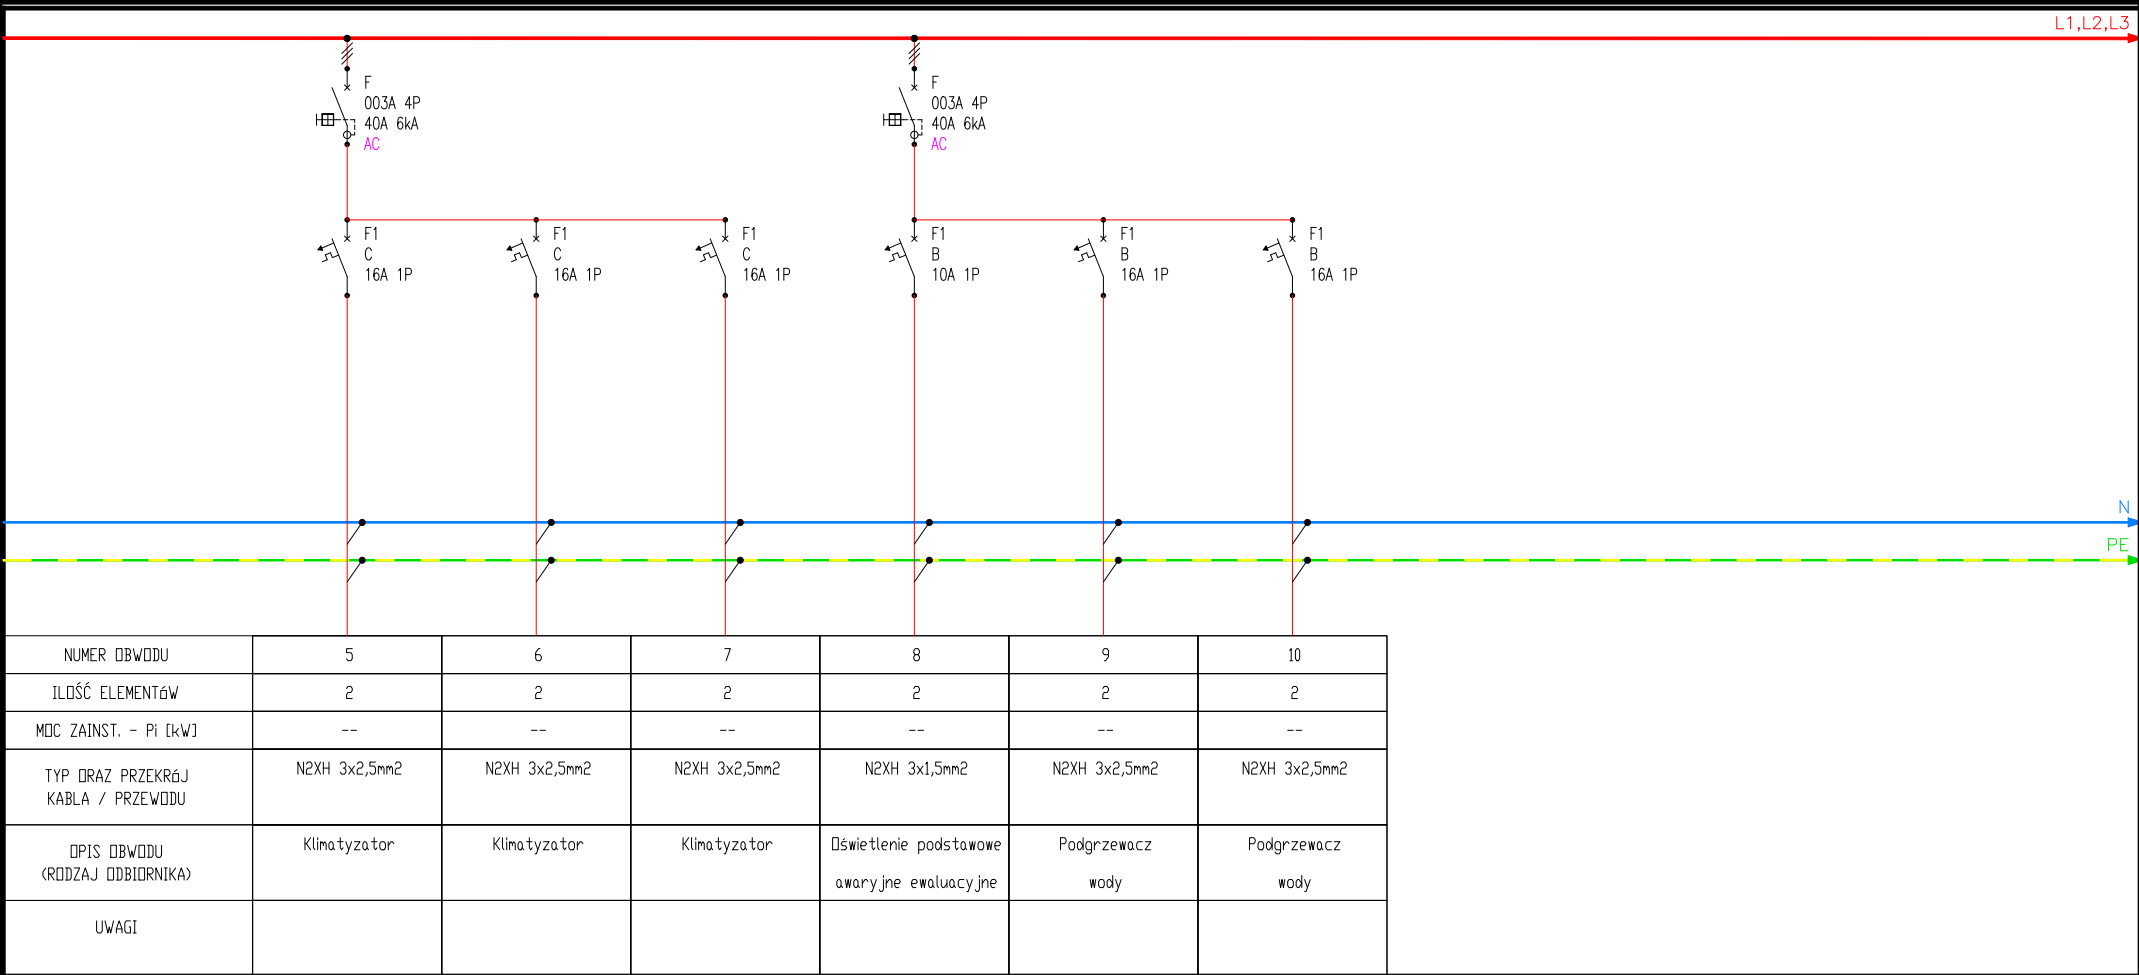 L1,L2,L3
F
003A 4P
40A 6kA
AC
F
003A 4P
40A 6kA
AC
F1
C
16A 1P
F1
C
16A 1P
F1
C
16A 1P
F1
B
10A 1P
F1
B
16A 1P
F1
B
16A 1P
N
PE
NUMER OBWODU 5 6 7 8 9 10
ILOŚĆ ELEMENTóW 2 2 2 2 2 2
MOC ZAINST. - Pi [kW] -- -- -- -- -- --
TYP ORAZ PRZEKRóJ
KABLA / PRZEWODU
N2XH 3x2,5mm2 N2XH 3x2,5mm2 N2XH 3x2,5mm2 N2XH 3x1,5mm2 N2XH 3x2,5mm2 N2XH 3x2,5mm2
OPIS OBWODU
(RODZAJ ODBIORNIKA)
Klimatyzator
Klimatyzator
Klimatyzator
Oświetlenie podstawowe
awaryjne ewaluacyjne
Podgrzewacz
wody
Podgrzewacz
wody
UWAGI